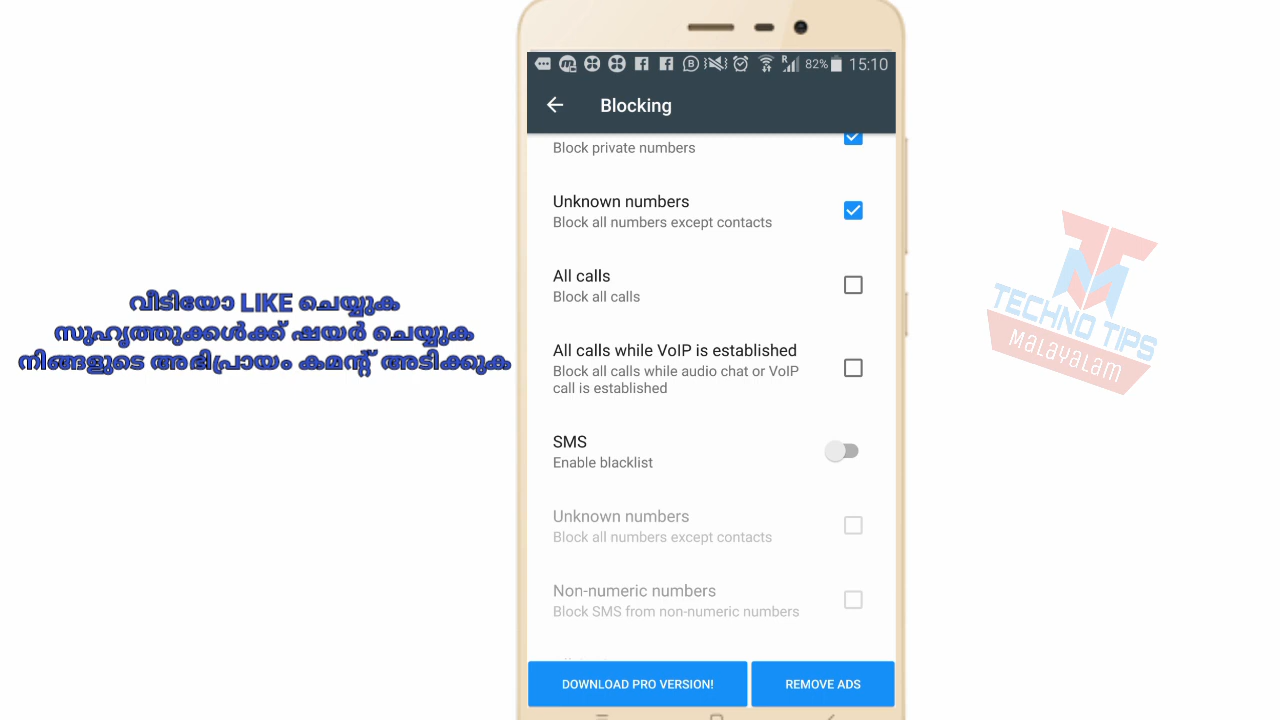 82% 15:10
Blocking
Block private numbers
Unknown numbers
Block all numbers except contacts
All calls
Block all calls
All calls while VoIP is established
Block all calls while audio chat or VoIP
call is established
SMS
Enable blacklist
Unknown numbers
Block all numbers except contacts
Non-numeric numbers
Block SMS from non-numeric numbers
DOWNLOAD PRO VERSION!
REMOVE ADS
വീടിയോ LIKE ചെയ്യുക
സുഹൃത്തുക്കൾക്ക് ഷയർ ചെയ്യുക
നിങ്ങളുടെ അഭിപ്രായം കമന്റ് അടിക്കുക
TM
TECHNO TIPS
Malayalam